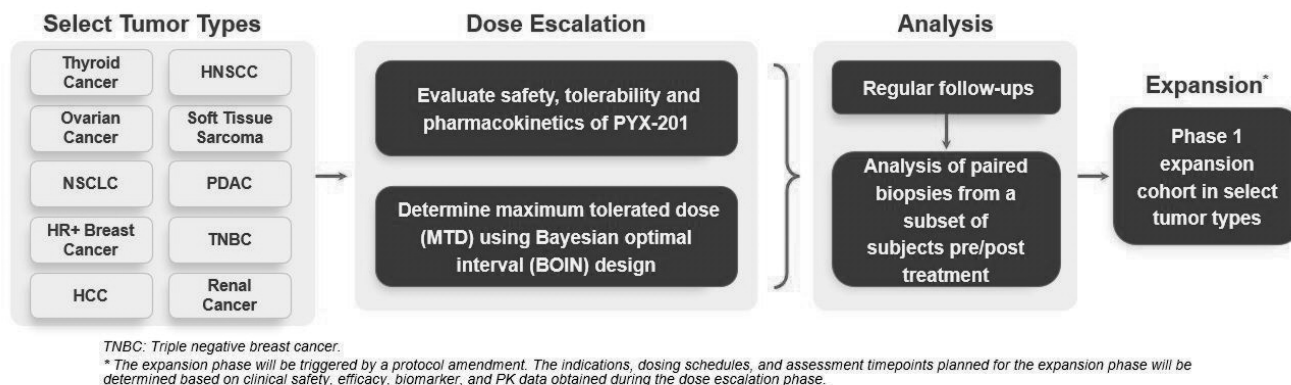 Select Tumor Types
Thyroid
Cancer
HNSCC
Ovarian
Cancer
Soft Tissue
Sarcoma
NSCLC
PDAC
HR+ Breast
Cancer
TNBC
HCC
Renal
Cancer
Dose Escalation
Evaluate safety, tolerability and
pharmacokinetics of PYX-201
Determine maximum tolerated dose
(MTD) using Bayesian optimal
interval (BOIN) design
Analysis
Regular follow-ups
Analysis of paired
biopsies from a
subset of
subjects pre/post
treatment
Expansion*
Phase 1
expansion
cohort in select
tumor types
TNBC: Triple negative breast cancer.
* The expansion phase will be triggered by a protocol amendment. The indications, dosing schedules, and assessment timepoints planned for the expansion phase will be
determined based on clinical safety, efficacy, biomarker, and PK data obtained during the dose escalation phase.